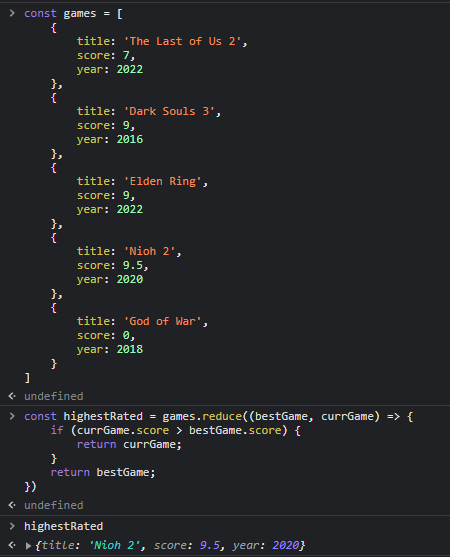 > const games = [
{
title: 'The Last of Us 2',
score: 7,
year: 2022
},
{
title: 'Dark Souls 3',
score: 9,
year: 2016
},
{
title: 'Elden Ring',
score: 9,
year: 2022
},
{
title: 'Nioh 2',
score: 9.5,
year: 2020
},
{
title: 'God of War',
score: 0,
year: 2018
}
]
undefined
> const highestRated = games.reduce((bestGame, currGame) => {
if (currGame.score > bestGame.score) {
return currGame;
}
return bestGame;
})
undefined
> highestRated
{title: 'Nioh 2', score: 9.5, year: 2020}